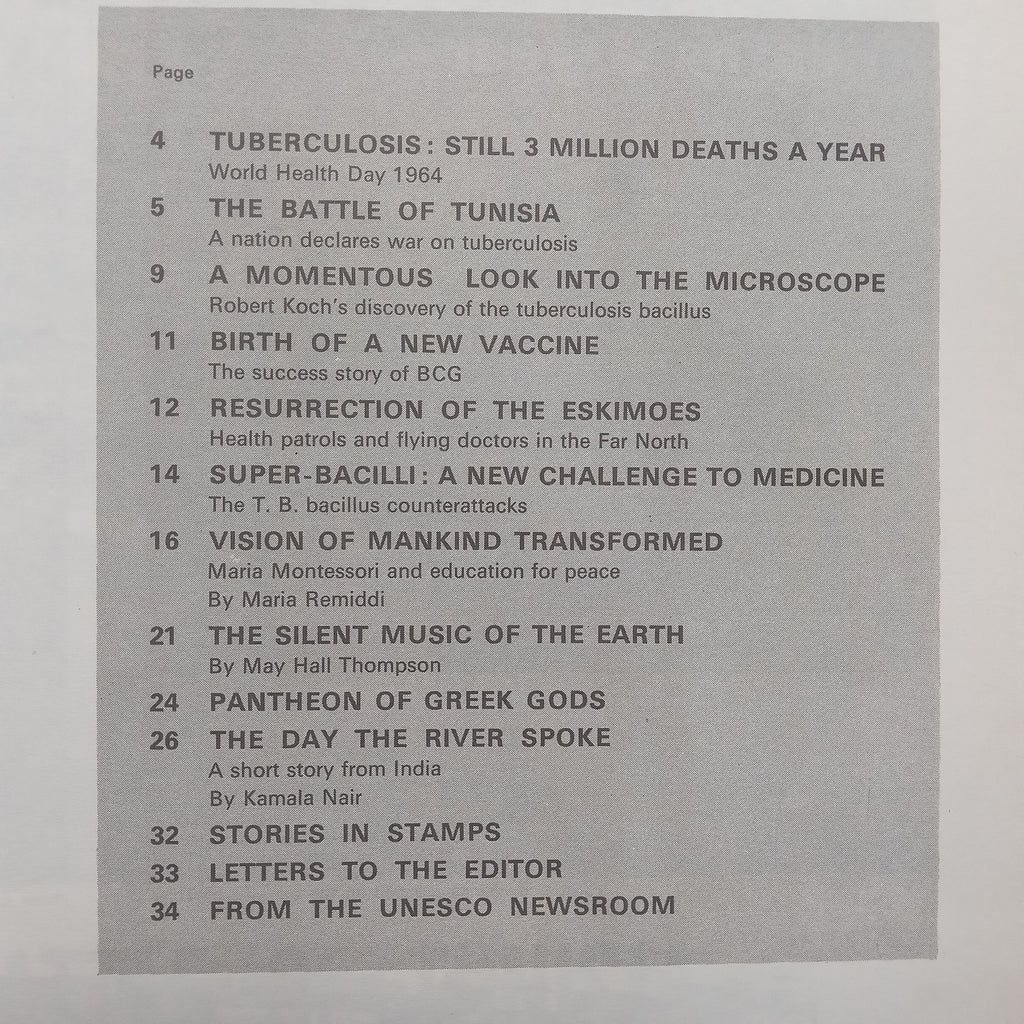 Page
4 TUBERCULOSIS : STILL 3 MILLION DEATHS A YEAR
World Health Day 1964
5 THE BATTLE OF TUNISIA
A nation declares war on tuberculosis
9 A MOMENTOUS LOOK INTO THE MICROSCOPE
Robert Koch's discovery of the tuberculosis bacillus
11 BIRTH OF A NEW VACCINE
The success story of BCG
12 RESURRECTION OF THE ESKIMOES
Health patrols and flying doctors in the Far North
14 SUPER-BACILLI : A NEW CHALLENGE TO MEDICINE
The T. B. bacillus counterattacks
16 VISION OF MANKIND TRANSFORMED
Maria Montessori and education for peace
By Maria Remiddi
21 THE SILENT MUSIC OF THE EARTH
By May Hall Thompson
24 PANTHEON OF GREEK GODS
26 THE DAY THE RIVER SPOKE
A short story from India
By Kamala Nair
32 STORIES IN STAMPS
33 LETTERS TO THE EDITOR
34 FROM THE UNESCO NEWSROOM